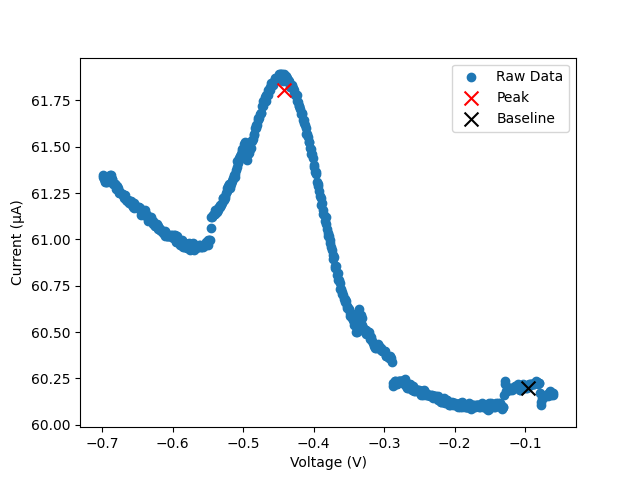 Raw Data
Peak
Baseline
61.75
61.50
61.25
61.00
60.75
60.50
60.25
60.00
Current (μA)
−0.7 −0.6 −0.5 −0.4 −0.3 −0.2 −0.1
Voltage (V)